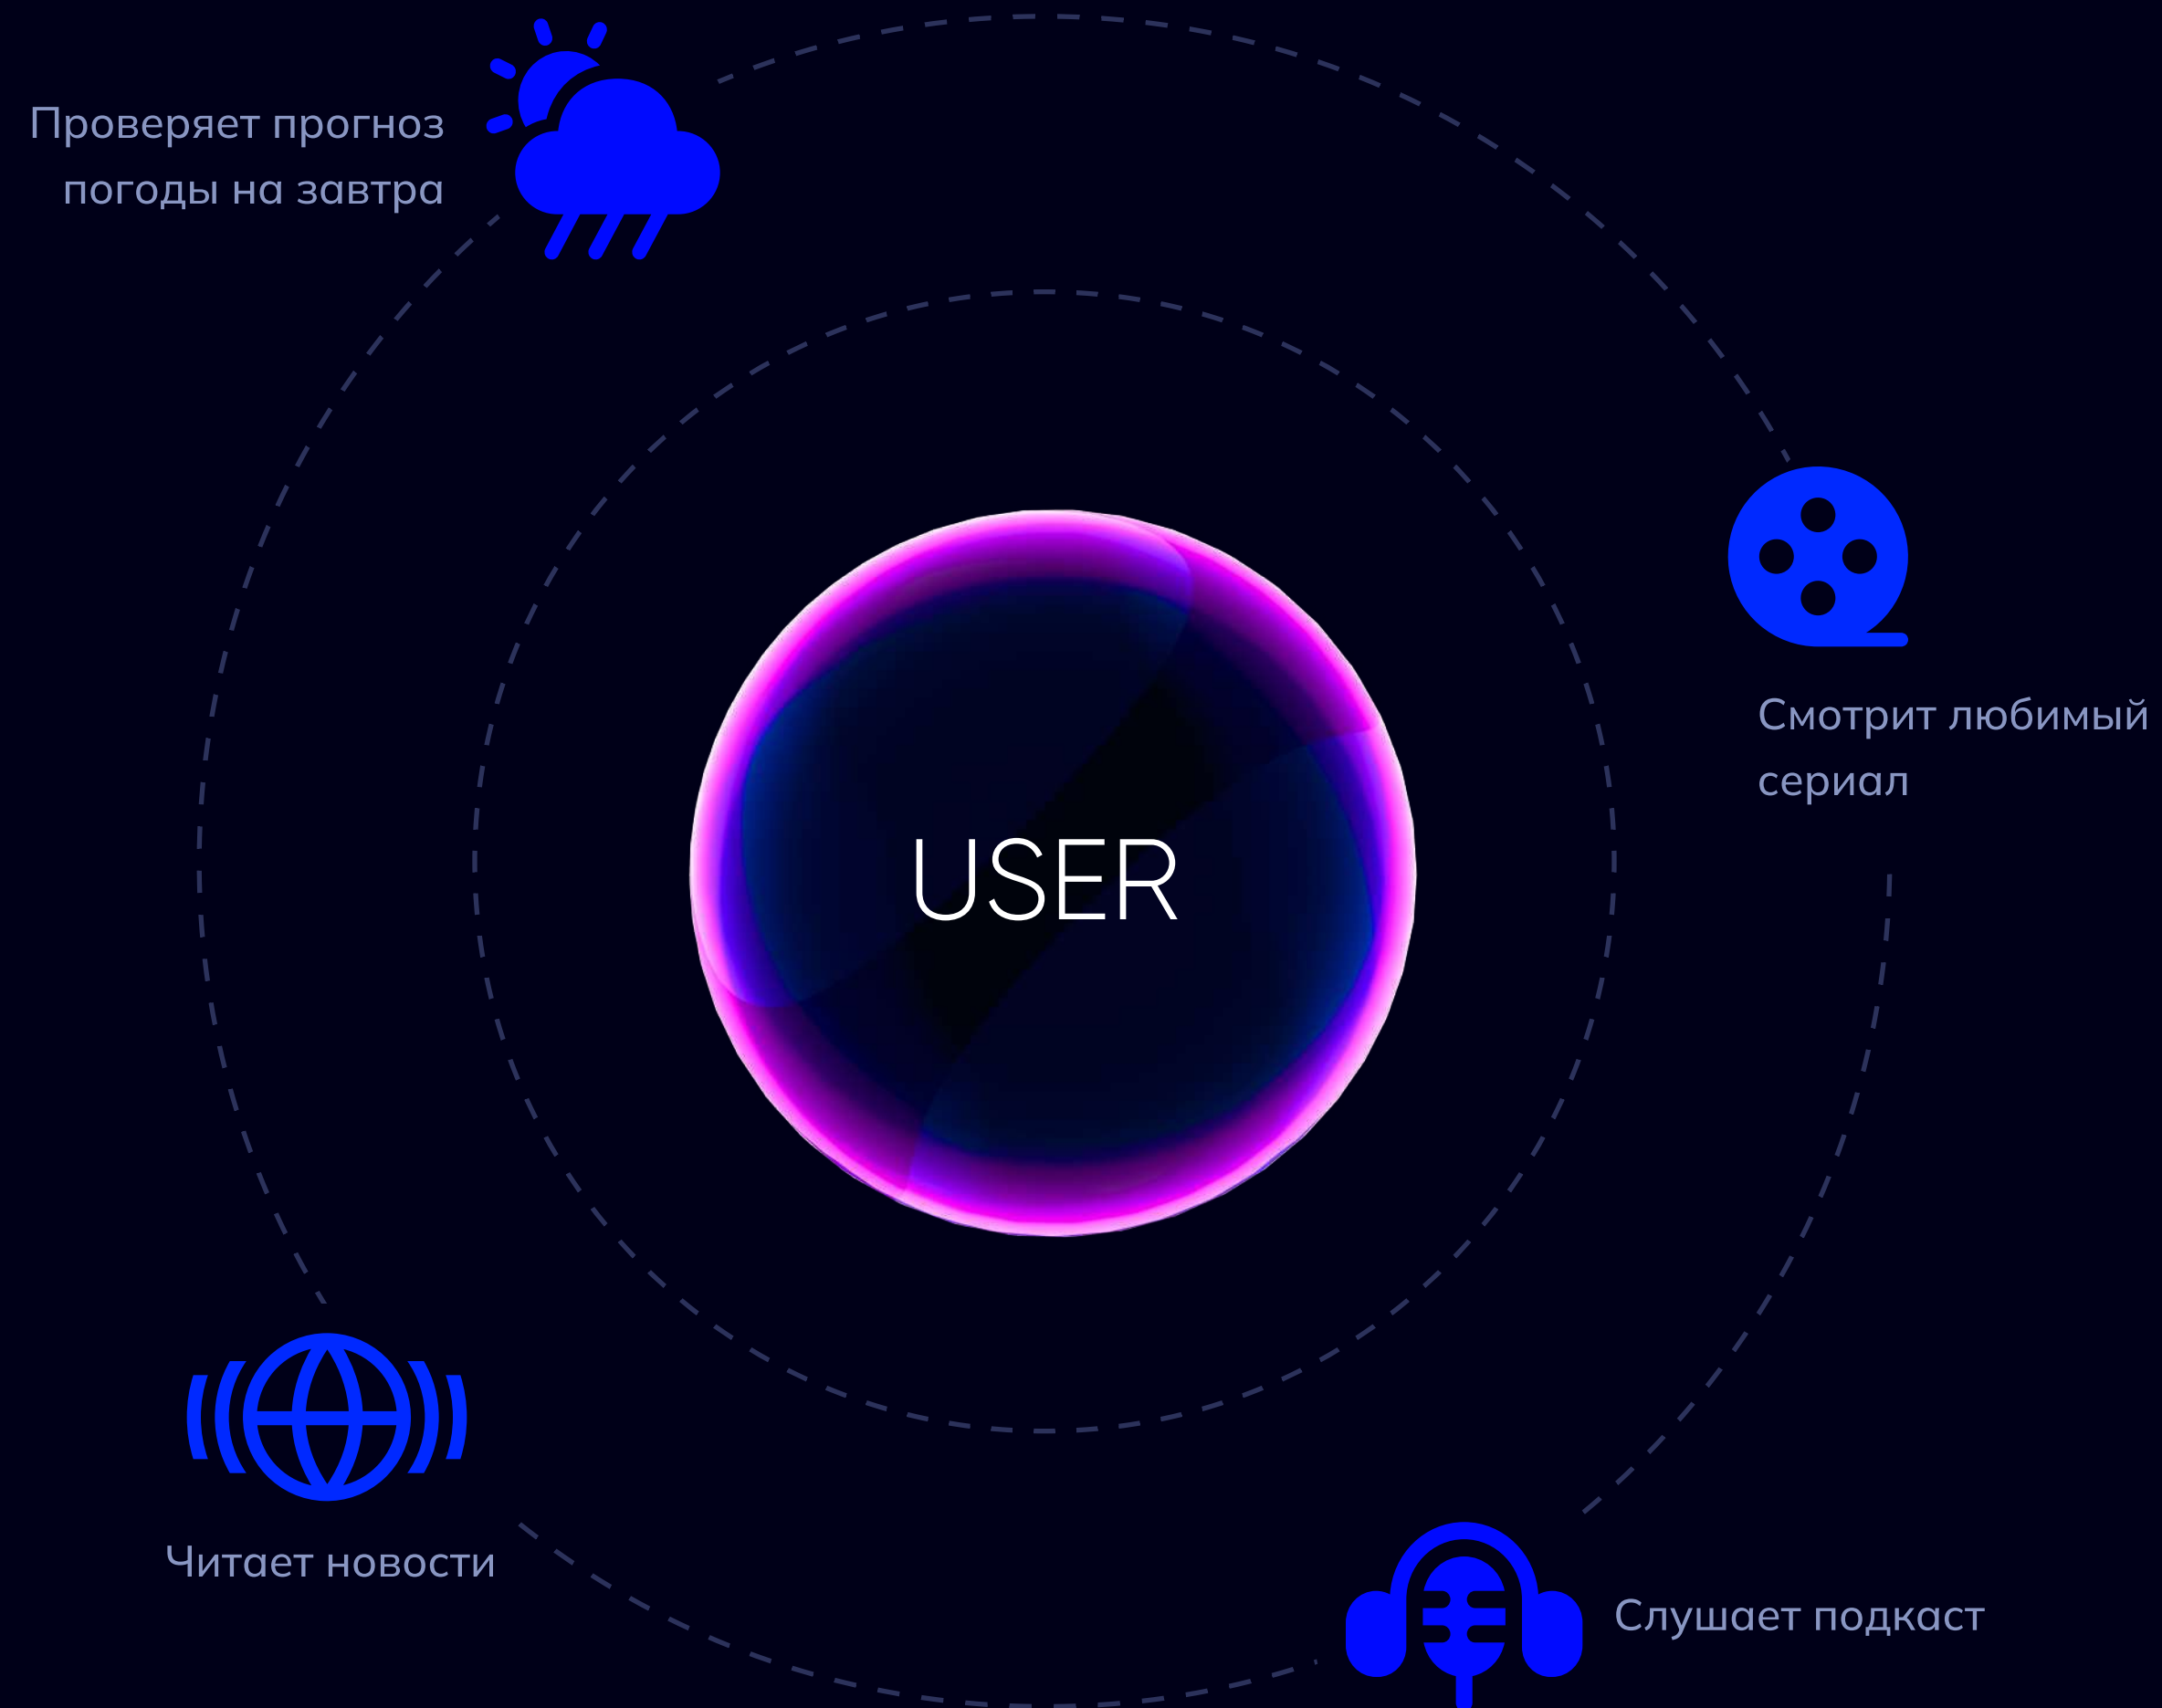 Проверяет прогноз
погоды на завтра
Смотрит любимый
сериал
USER
Читает новости
Слушает подкаст